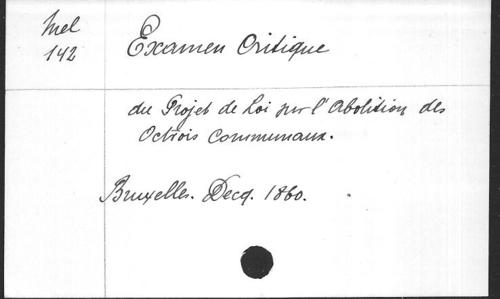 Mel
142
Examen Critique
du Projet de Loi sur l'Abolition des
Octrois Communaux.
Bruxelles. Decq. 1860.